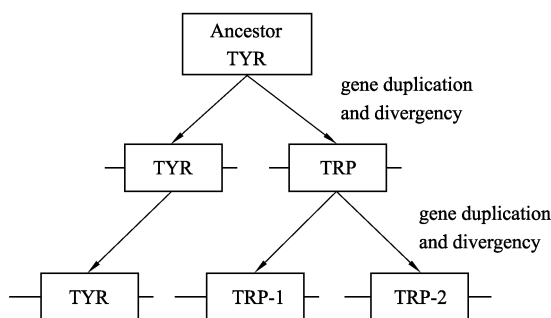 Ancestor
TYR
gene duplication
and divergency
TYR
TRP
gene duplication
and divergency
TYR
TRP-1
TRP-2